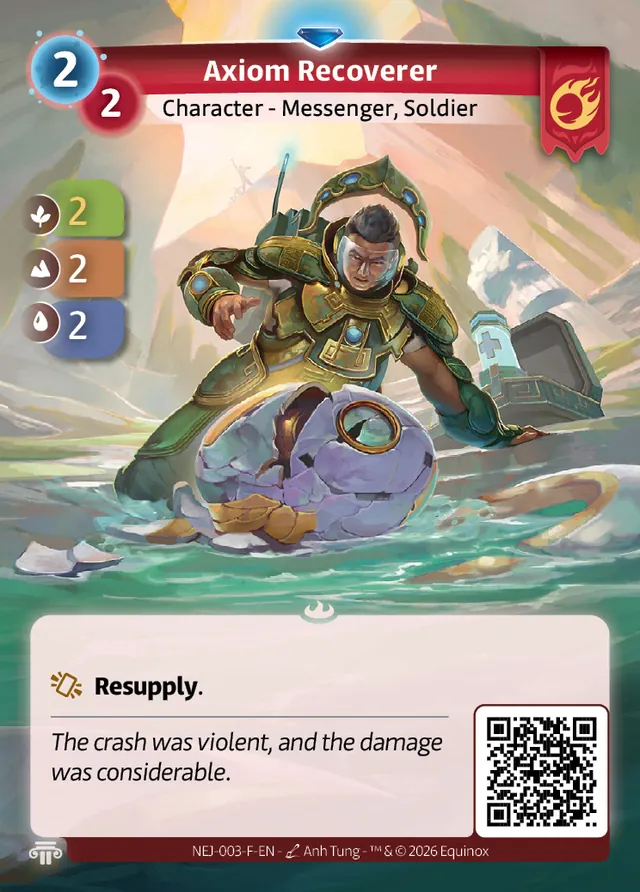 2
Axiom Recoverer
2
Character - Messenger, Soldier
2
2
2
Resupply.
The crash was violent, and the damage
was considerable.
NEJ-003-F-EN - Anh Tung - ™ & © 2026 Equinox